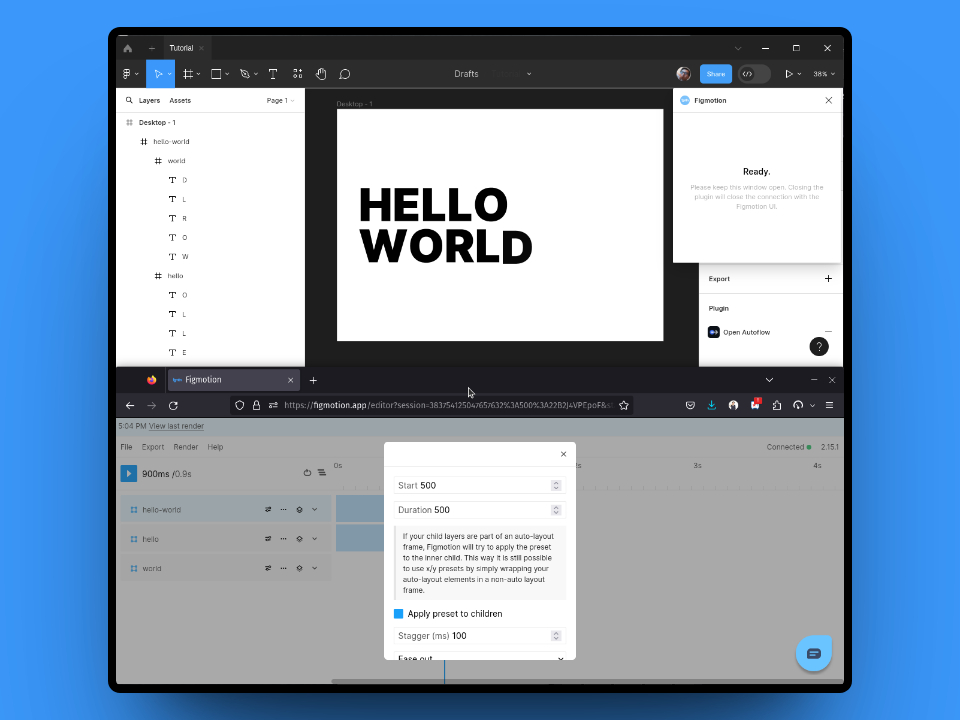 Tutorial
Drafts
Share
38%
Layers
Assets
Page 1
Desktop - 1
hello-world
world
D
L
R
O
W
hello
O
L
L
E
Desktop - 1
HELLO
WORLD
Figmotion
Ready.
Please keep this window open. Closing the
plugin will close the connection with the
Figmotion UI.
Export
Plugin
Open Autoflow
?
Figmotion
5:04 PM View last render
File Export Render Help
Connected
2.15.1
900ms /0.9s
0s
3s
4s
hello-world
hello
world
Start 500
Duration 500
If your child layers are part of an auto-layout
frame, Figmotion will try to apply the preset
to the inner child. This way it is still possible
to use x/y presets by simply wrapping your
auto-layout elements in a non-auto layout
frame.
Apply preset to children
Stagger (ms) 100
Ease out